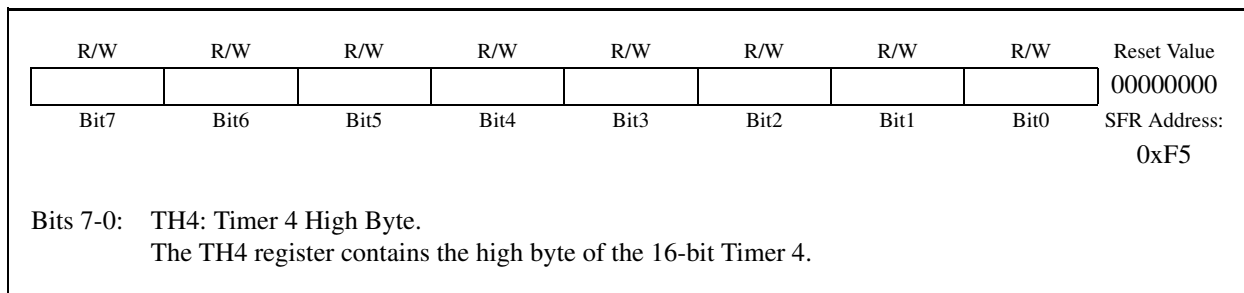 R/W R/W R/W R/W R/W R/W R/W R/W Reset Value
00000000
Bit7 Bit6 Bit5 Bit4 Bit3 Bit2 Bit1 Bit0 SFR Address:
0xF5
Bits 7-0: TH4: Timer 4 High Byte.
The TH4 register contains the high byte of the 16-bit Timer 4.